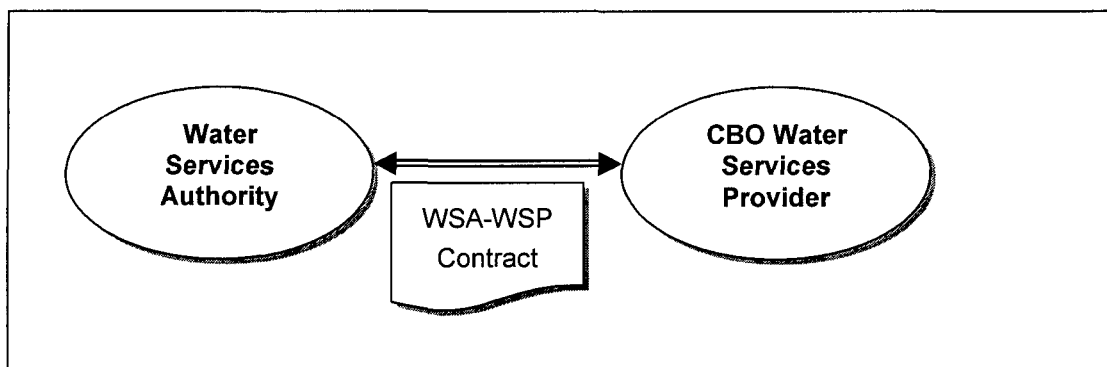 Water
Services
Authority
WSA-WSP
Contract
CBO Water
Services
Provider